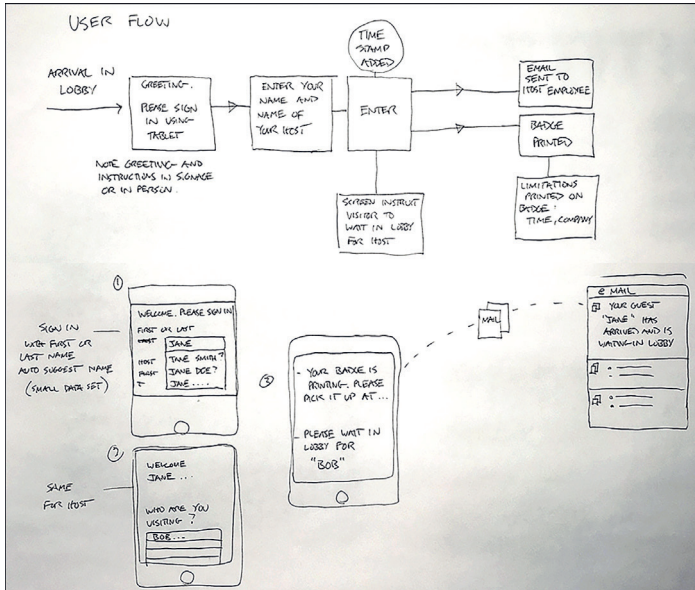 USER FLOW
ARRIVAL IN
LOBBY
GREETING.
PLEASE SIGN
IN USING
TABLET
NOTE GREETING AND
INSTRUCTIONS IN SIGNAGE
OR IN PERSON.
ENTER YOUR
NAME AND
NAME OF
YOUR HOST
TIME
STAMP
ADDED
ENTER
SCREEN INSTRUCT
VISITOR TO
WAIT IN LOBBY
FOR HOST
EMAIL
SENT TO
HOST EMPLOYEE
BADGE
PRINTED
LIMITATIONS
PRINTED ON
BADGE:
TIME, COMPANY
1
SIGN IN
WITH FIRST OR
LAST NAME
AUTO SUGGEST NAME
(SMALL DATA SET)
WELCOME. PLEASE SIGN IN
FIRST OR LAST
JANE
HOST
JANE SMITH?
JANE DOE?
JANE ....
2
SAME
FOR HOST
WELCOME
JANE ...
WHO ARE YOU
VISITING?
BOB...
3
- YOUR BADGE IS
PRINTING. PLEASE
PICK IT UP AT...
- PLEASE WAIT IN
LOBBY FOR
"BOB"
MAIL
e MAIL
YOUR GUEST
"JANE" HAS
ARRIVED AND IS
WAITING IN LOBBY